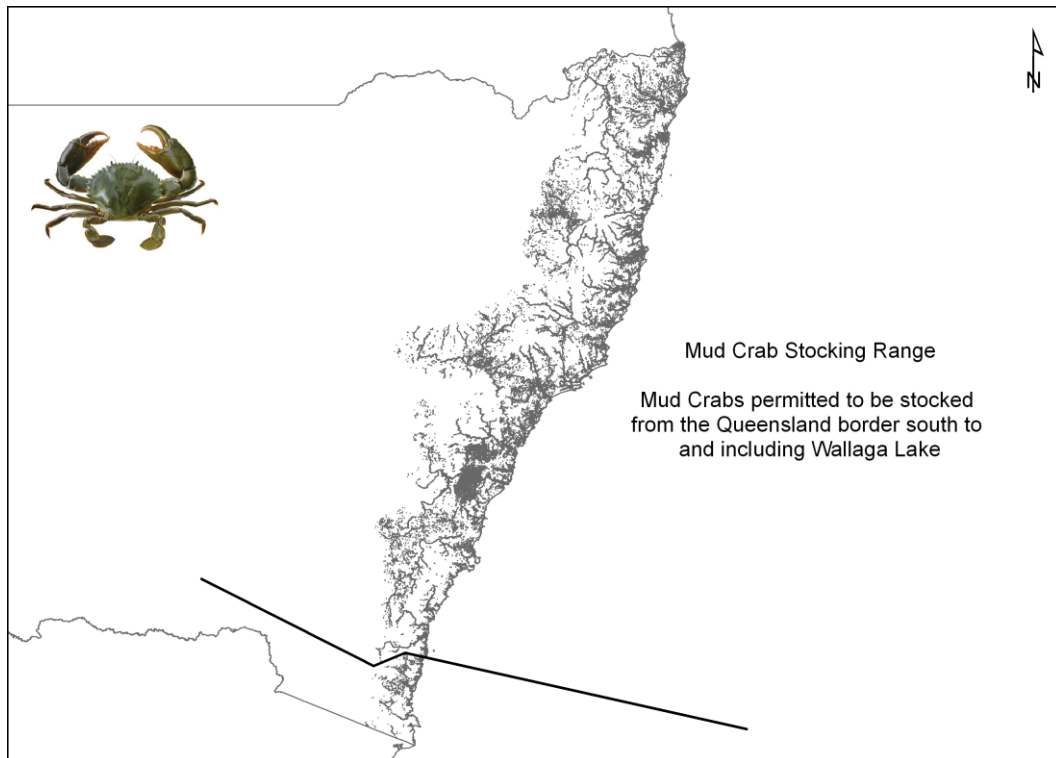 N
Mud Crab Stocking Range
Mud Crabs permitted to be stocked
from the Queensland border south to
and including Wallaga Lake